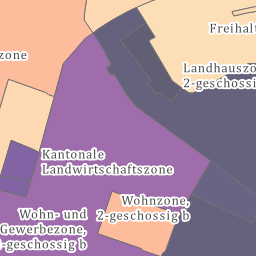 Freihalt
zone
Landhauszo
2-geschossig
Kantonale
Landwirtschaftszone
Wohnzone,
2-geschossig b
Wohn- und
Gewerbezone,
-geschossig b